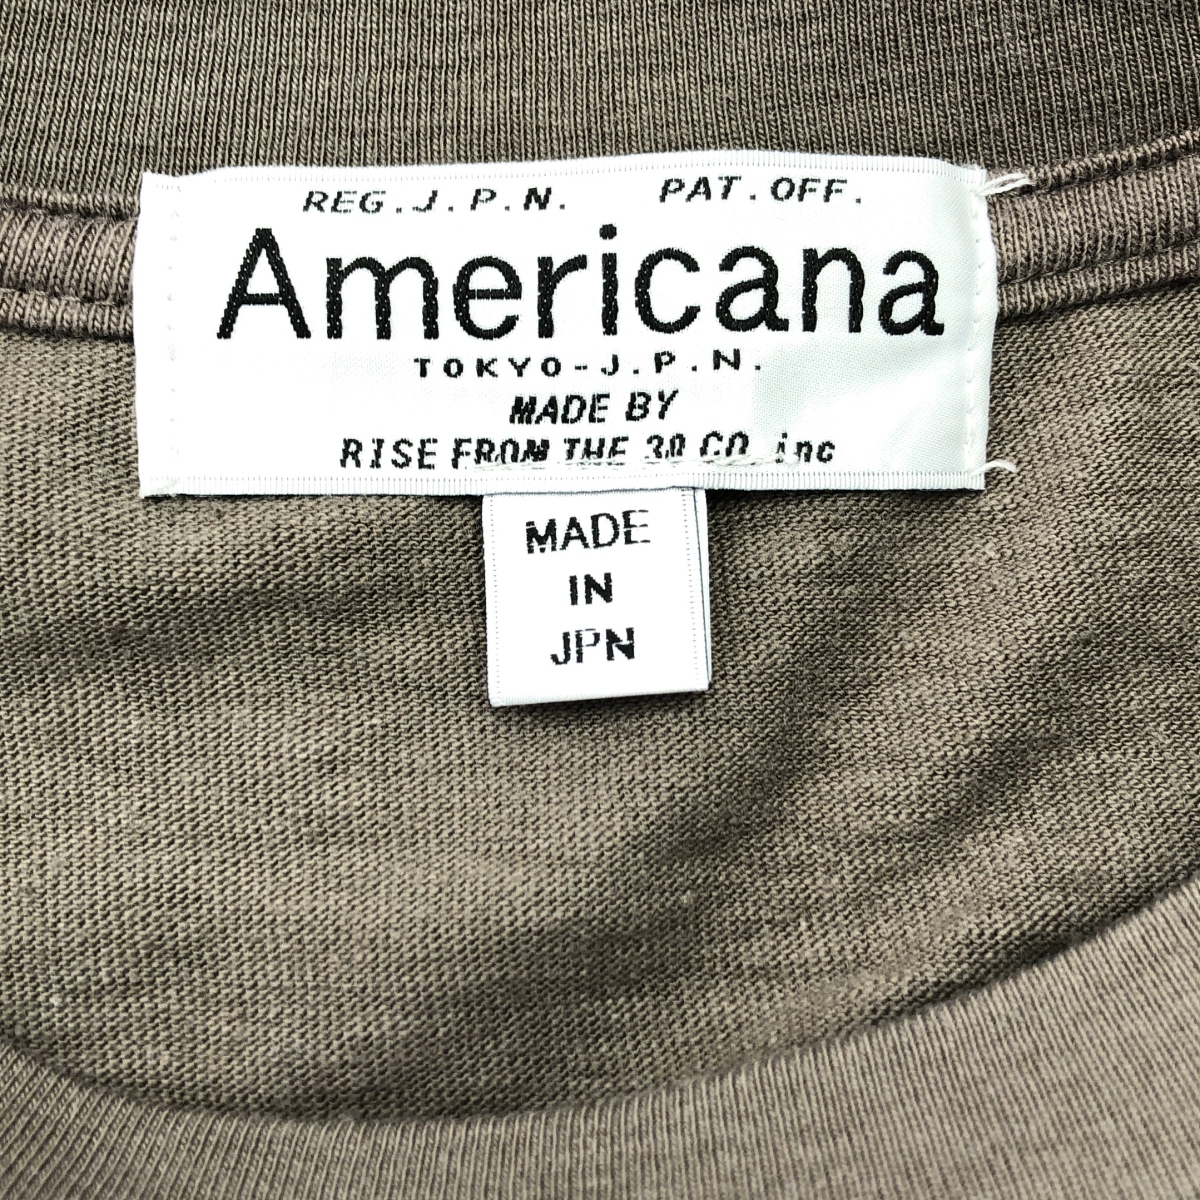 REG.J.P.N. PAT.OFF.
Americana
TOKYO-J.P.N.
MADE BY
RISE FROM THE 30 CO. inc
MADE
IN
JPN